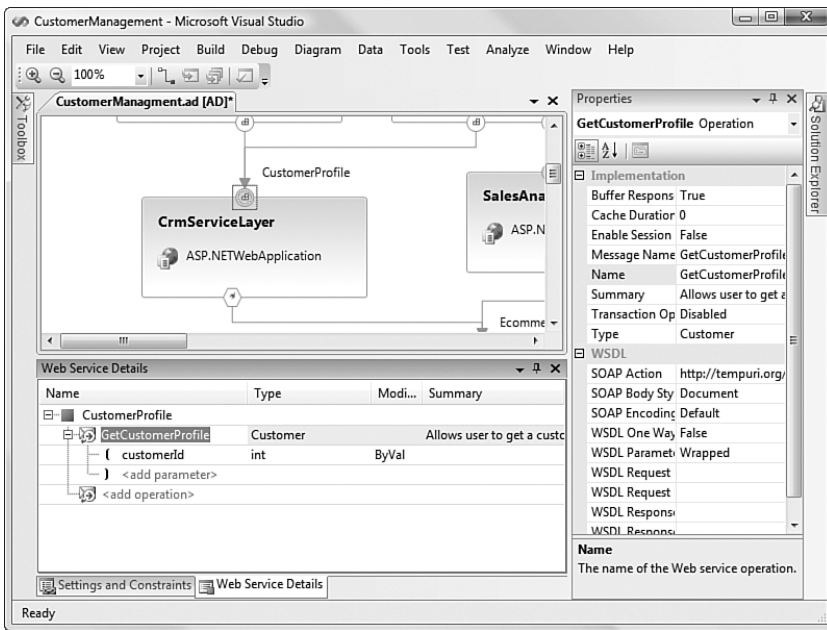 CustomerManagement - Microsoft Visual Studio
File Edit View Project Build Debug Diagram Data Tools Test Analyze Window Help
100%
Toolbox
CustomerManagment.ad [AD]*
CustomerProfile
CrmServiceLayer
ASP.NETWebApplication
SalesAna
ASP.N
Ecomme
Web Service Details
Name Type Modi... Summary
CustomerProfile
GetCustomerProfile Customer Allows user to get a custc
( customerId int ByVal
) <add parameter>
<add operation>
Settings and Constraints Web Service Details
Properties
GetCustomerProfile Operation
Implementation
Buffer Respons True
Cache Duration 0
Enable Session False
Message Name GetCustomerProfile
Name GetCustomerProfile
Summary Allows user to get a
Transaction Op Disabled
Type Customer
WSDL
SOAP Action http://tempuri.org/
SOAP Body Sty Document
SOAP Encoding Default
WSDL One Way False
WSDL Paramet Wrapped
WSDL Request
WSDL Request
WSDL Respons
WSDL Respons
Name
The name of the Web service operation.
Solution Explorer
Ready